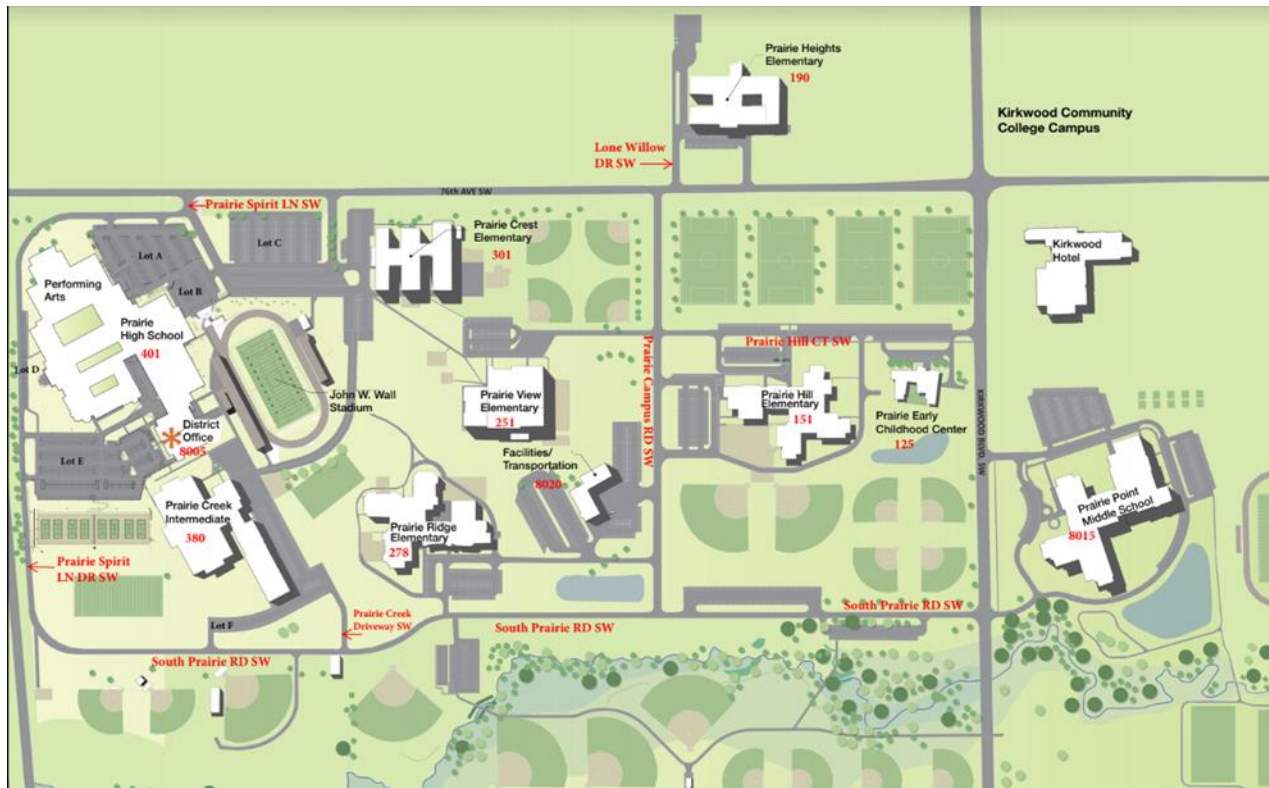 Prairie Heights
Elementary
190
Kirkwood Community
College Campus
Lone Willow
DR SW
76th AVE SW
Prairie Spirit LN SW
Prairie Crest
Elementary
301
Lot C
Lot A
Lot B
Kirkwood
Hotel
Performing
Arts
Prairie
High School
401
Lot D
Prairie Hill CT SW
Prairie Campus RD SW
John W. Wall
Stadium
Prairie View
Elementary
251
Prairie Hill
Elementary
151
Prairie Early
Childhood Center
125
KIRKWOOD BLVD. SW
District
Office
8005
Lot E
Facilities/
Transportation
8020
Prairie Creek
Intermediate
380
Prairie Ridge
Elementary
278
Prairie Point
Middle School
8015
Prairie Spirit
LN DR SW
Prairie Creek
Driveway SW
South Prairie RD SW
South Prairie RD SW
Lot F
South Prairie RD SW